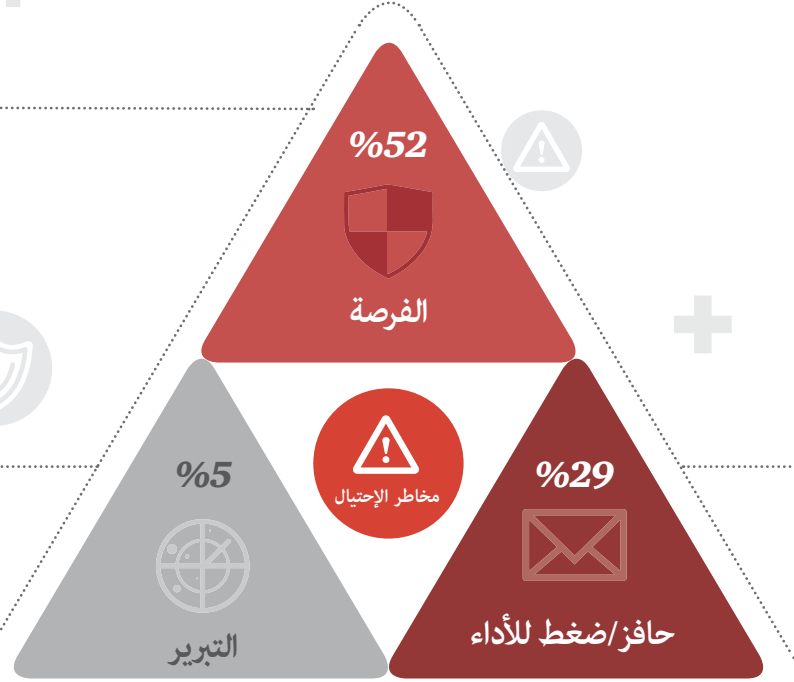 %52
الفرصة
%29
حافز/ضغط للأداء
مخاطر الإحتيال
%5
التبرير